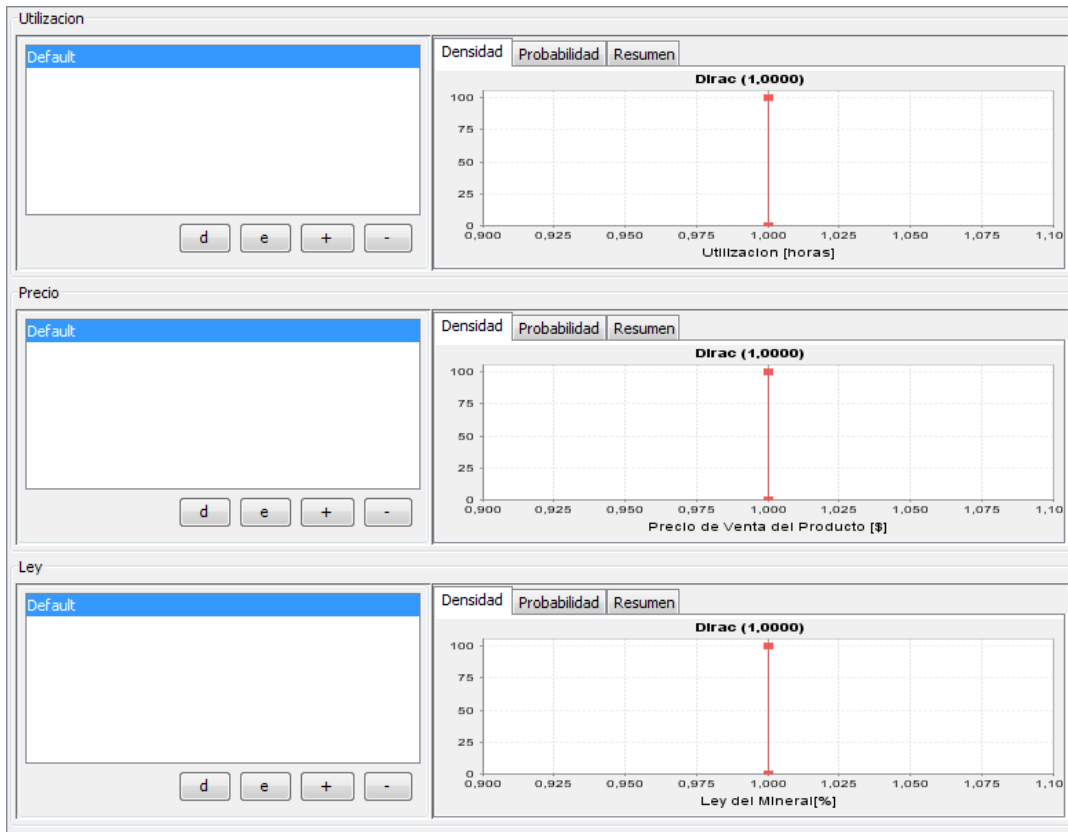 Utilizacion
Default
d e + -
Densidad Probabilidad Resumen
Dirac (1,0000)
100
75
50
25
0
0,900 0,925 0,950 0,975 1,000 1,025 1,050 1,075 1,10
Utilizacion [horas]
Precio
Default
d e + -
Densidad Probabilidad Resumen
Dirac (1,0000)
100
75
50
25
0
0,900 0,925 0,950 0,975 1,000 1,025 1,050 1,075 1,10
Precio de Venta del Producto [$]
Ley
Default
d e + -
Densidad Probabilidad Resumen
Dirac (1,0000)
100
75
50
25
0
0,900 0,925 0,950 0,975 1,000 1,025 1,050 1,075 1,10
Ley del Mineral[%]